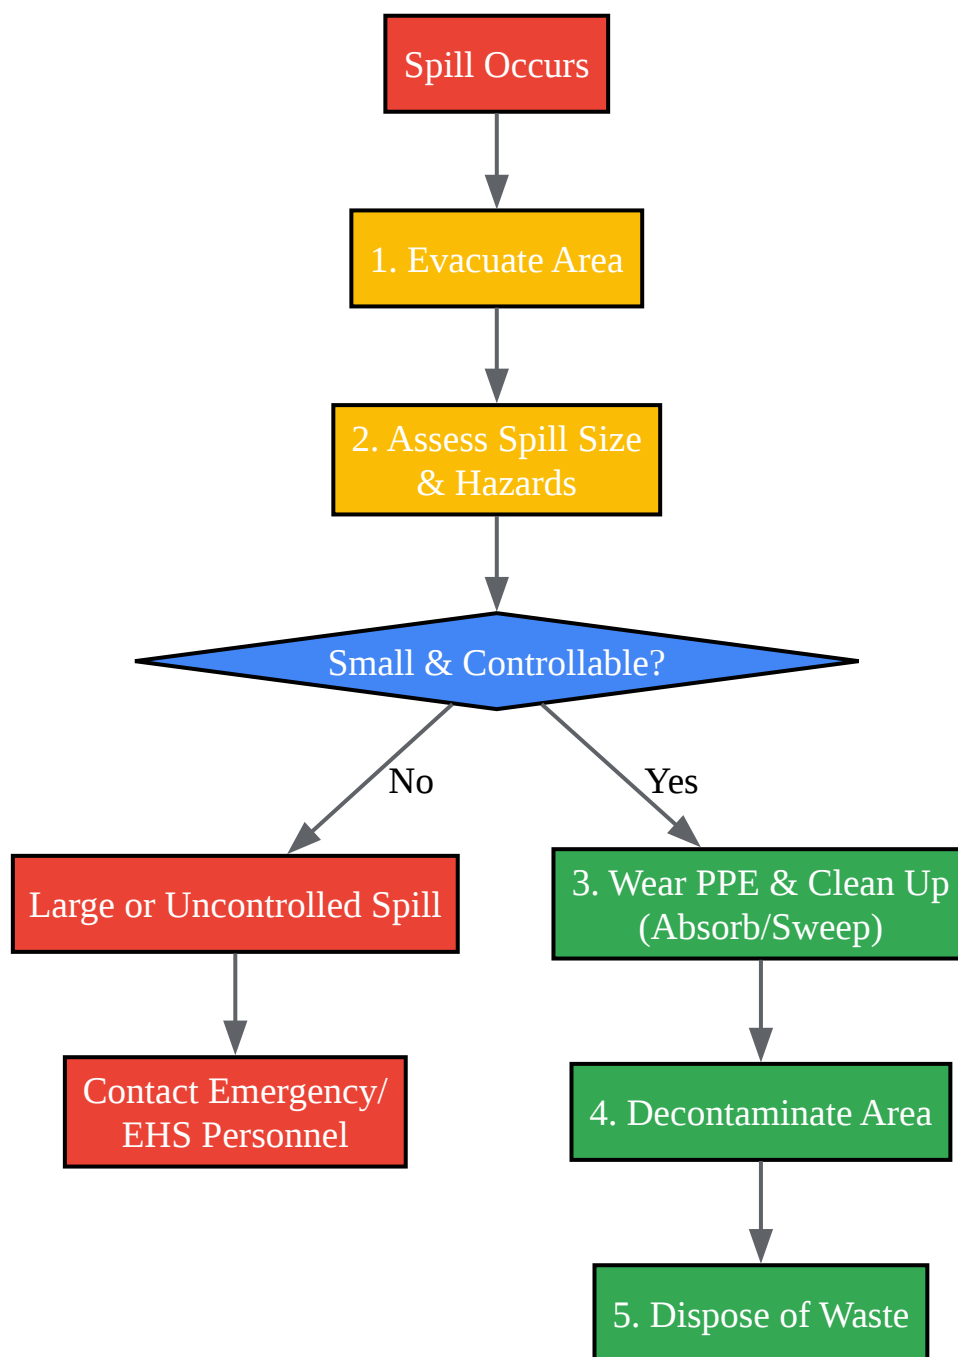 Spill Occurs
1. Evacuate Area
2. Assess Spill Size
& Hazards
Small & Controllable?
No
Yes
Large or Uncontrolled Spill
3. Wear PPE & Clean Up
(Absorb/Sweep)
Contact Emergency/
EHS Personnel
4. Decontaminate Area
5. Dispose of Waste